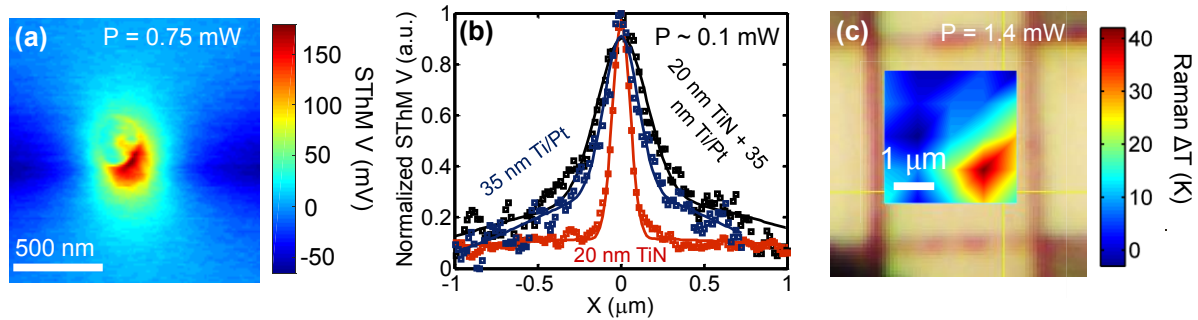 (a)
P = 0.75 mW
500 nm
150
100
50
0
-50
SThM V (mV)
(b)
P ~ 0.1 mW
35 nm Ti/Pt
20 nm TiN + 35
nm Ti/Pt
20 nm TiN
Normalized SThM V (a.u.)
1
0.8
0.6
0.4
0.2
0
-1
-0.5
0
0.5
1
X (μm)
(c)
P = 1.4 mW
1 μm
40
30
20
10
0
Raman ΔT (K)